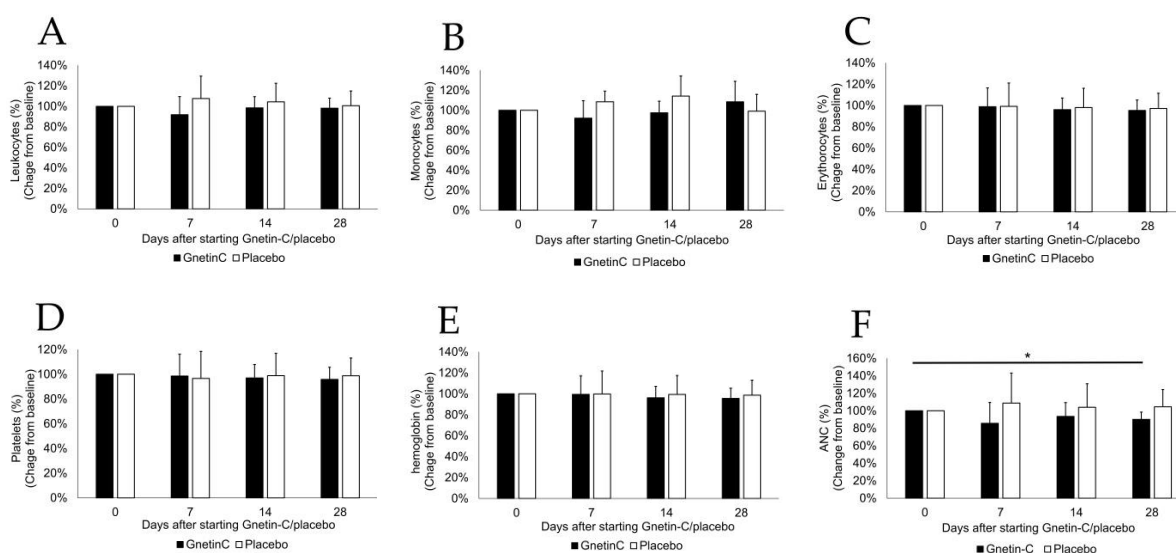 A
Leukocytes (%)
(Chage from baseline)
140%
120%
100%
80%
60%
40%
20%
0%
0 7 14 28
Days after starting Gnetin-C/placebo
GnetinC Placebo
B
Monocytes (%)
(Chage from baseline)
140%
120%
100%
80%
60%
40%
20%
0%
0 7 14 28
Days after starting Gnetin-C/placebo
GnetinC Placebo
C
Erythorocytes (%)
(Chage from baseline)
140%
120%
100%
80%
60%
40%
20%
0%
0 7 14 28
Days after starting Gnetin-C/placebo
GnetinC Placebo
D
Platelets (%)
(Chage from baseline)
120%
100%
80%
60%
40%
20%
0%
0 7 14 28
Days after starting Gnetin-C/placebo
GnetinC Placebo
E
hemoglobin (%)
(Chage from baseline)
140%
120%
100%
80%
60%
40%
20%
0%
0 7 14 28
Days after starting Gnetin-C/placebo
GnetinC Placebo
F
ANC (%)
(Change from baseline)
160%
140%
120%
100%
80%
60%
40%
20%
0%
*
0 7 14 28
Days after starting Gnetin-C/placebo
Gnetin-C Placebo